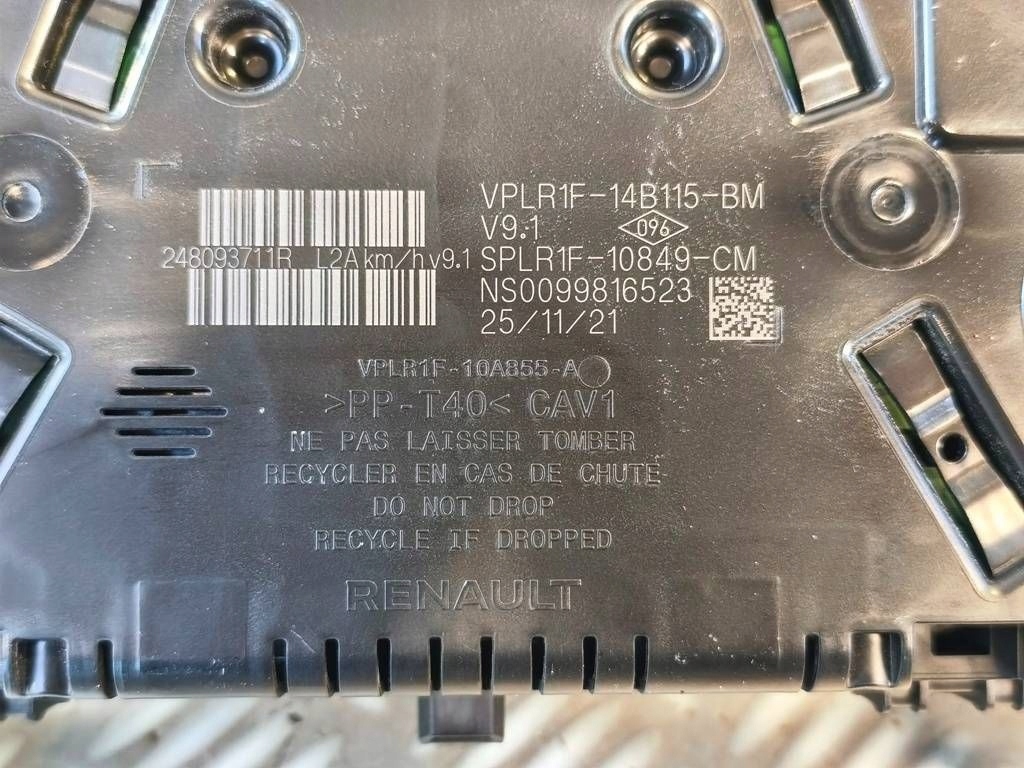 VPLR1F-14B115-BM
V9.1 096
248093711R L2A km/h v9.1 SPLR1F-10849-CM
NS0099816523
25/11/21
VPLR1F-10A855-A
>PP-T40< CAV1
NE PAS LAISSER TOMBER
RECYCLER EN CAS DE CHUTE
DO NOT DROP
RECYCLE IF DROPPED
RENAULT